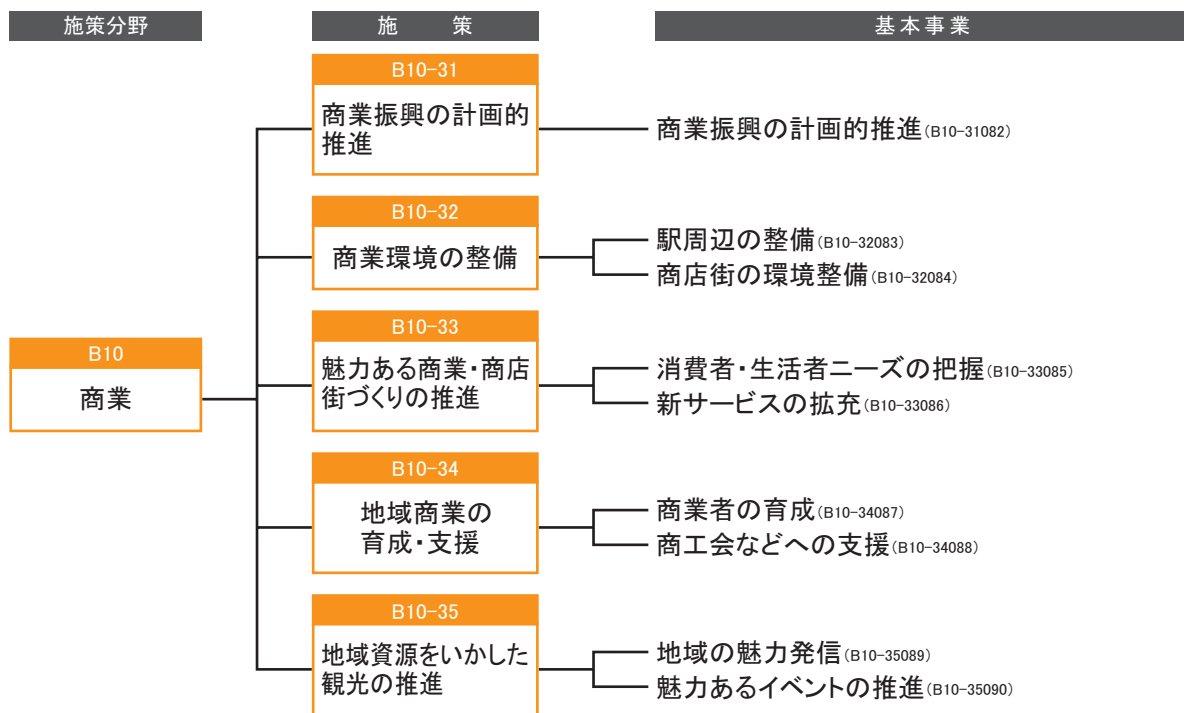 施策分野
施　　策
基本事業
B10-31
商業振興の計画的
推進
商業振興の計画的推進(B10-31082)
B10-32
商業環境の整備
駅周辺の整備(B10-32083)
商店街の環境整備(B10-32084)
B10-33
魅力ある商業・商店
街づくりの推進
消費者・生活者ニーズの把握(B10-33085)
新サービスの拡充(B10-33086)
B10
商業
B10-34
地域商業の
育成・支援
商業者の育成(B10-34087)
商工会などへの支援(B10-34088)
B10-35
地域資源をいかした
観光の推進
地域の魅力発信(B10-35089)
魅力あるイベントの推進(B10-35090)